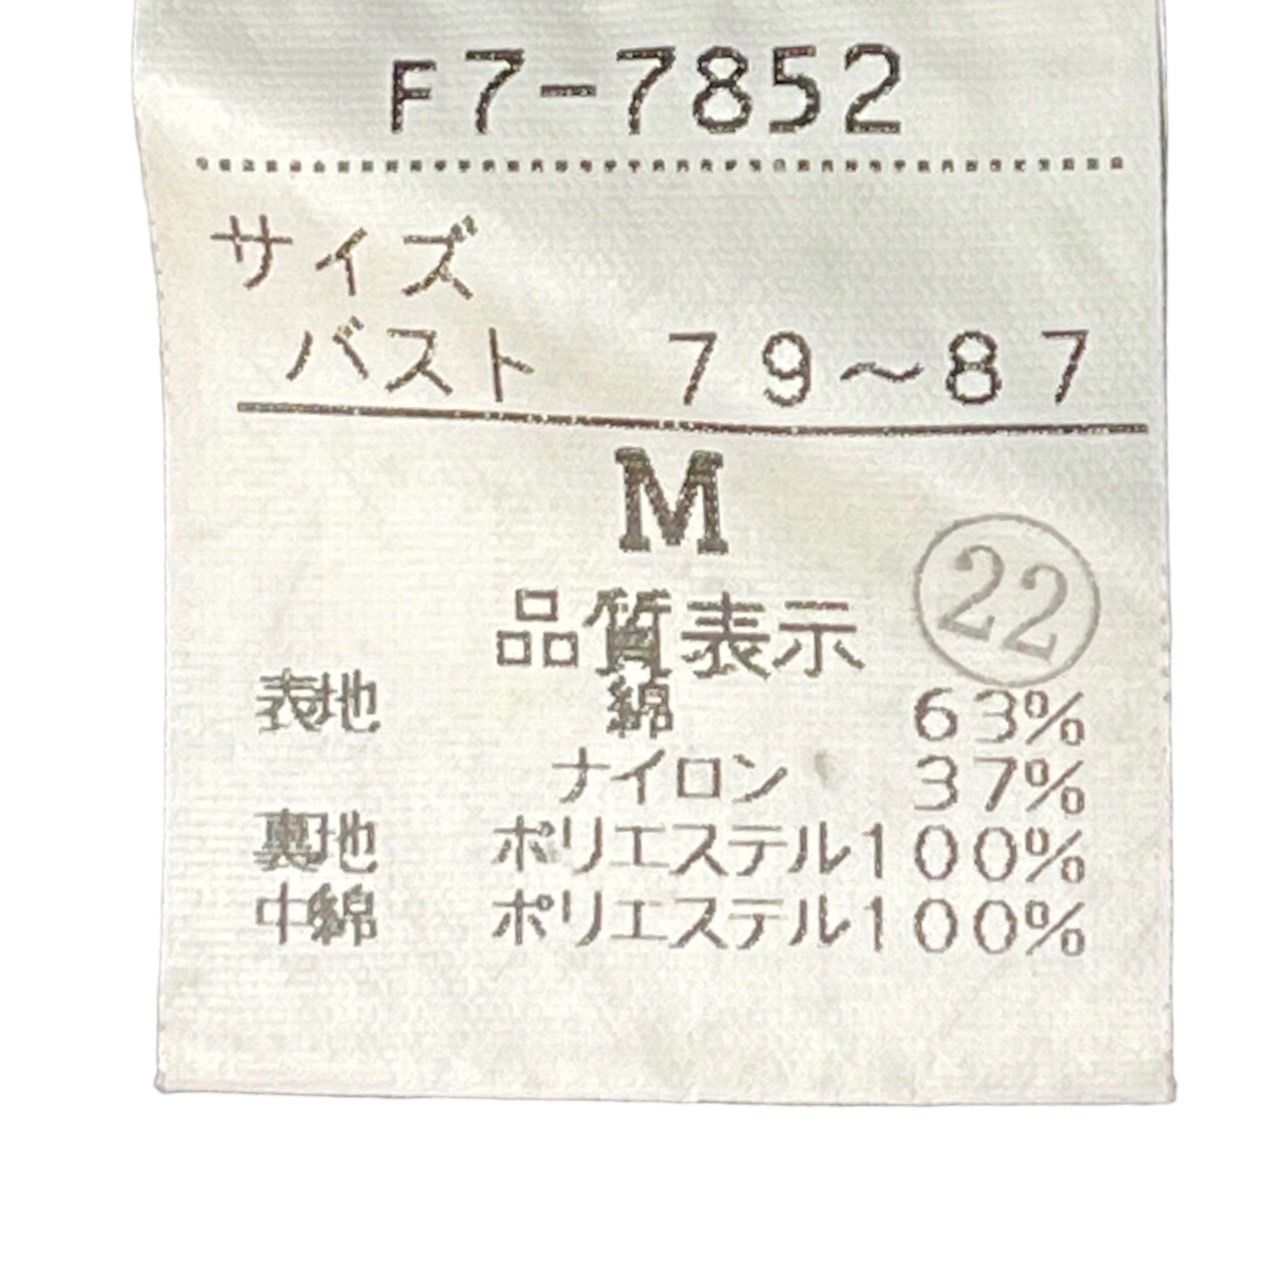 F7-7852
サイズ
バスト 79～87
M
22
品質表示
表地 綿 63%
ナイロン 37%
裏地 ポリエステル100%
中綿 ポリエステル100%